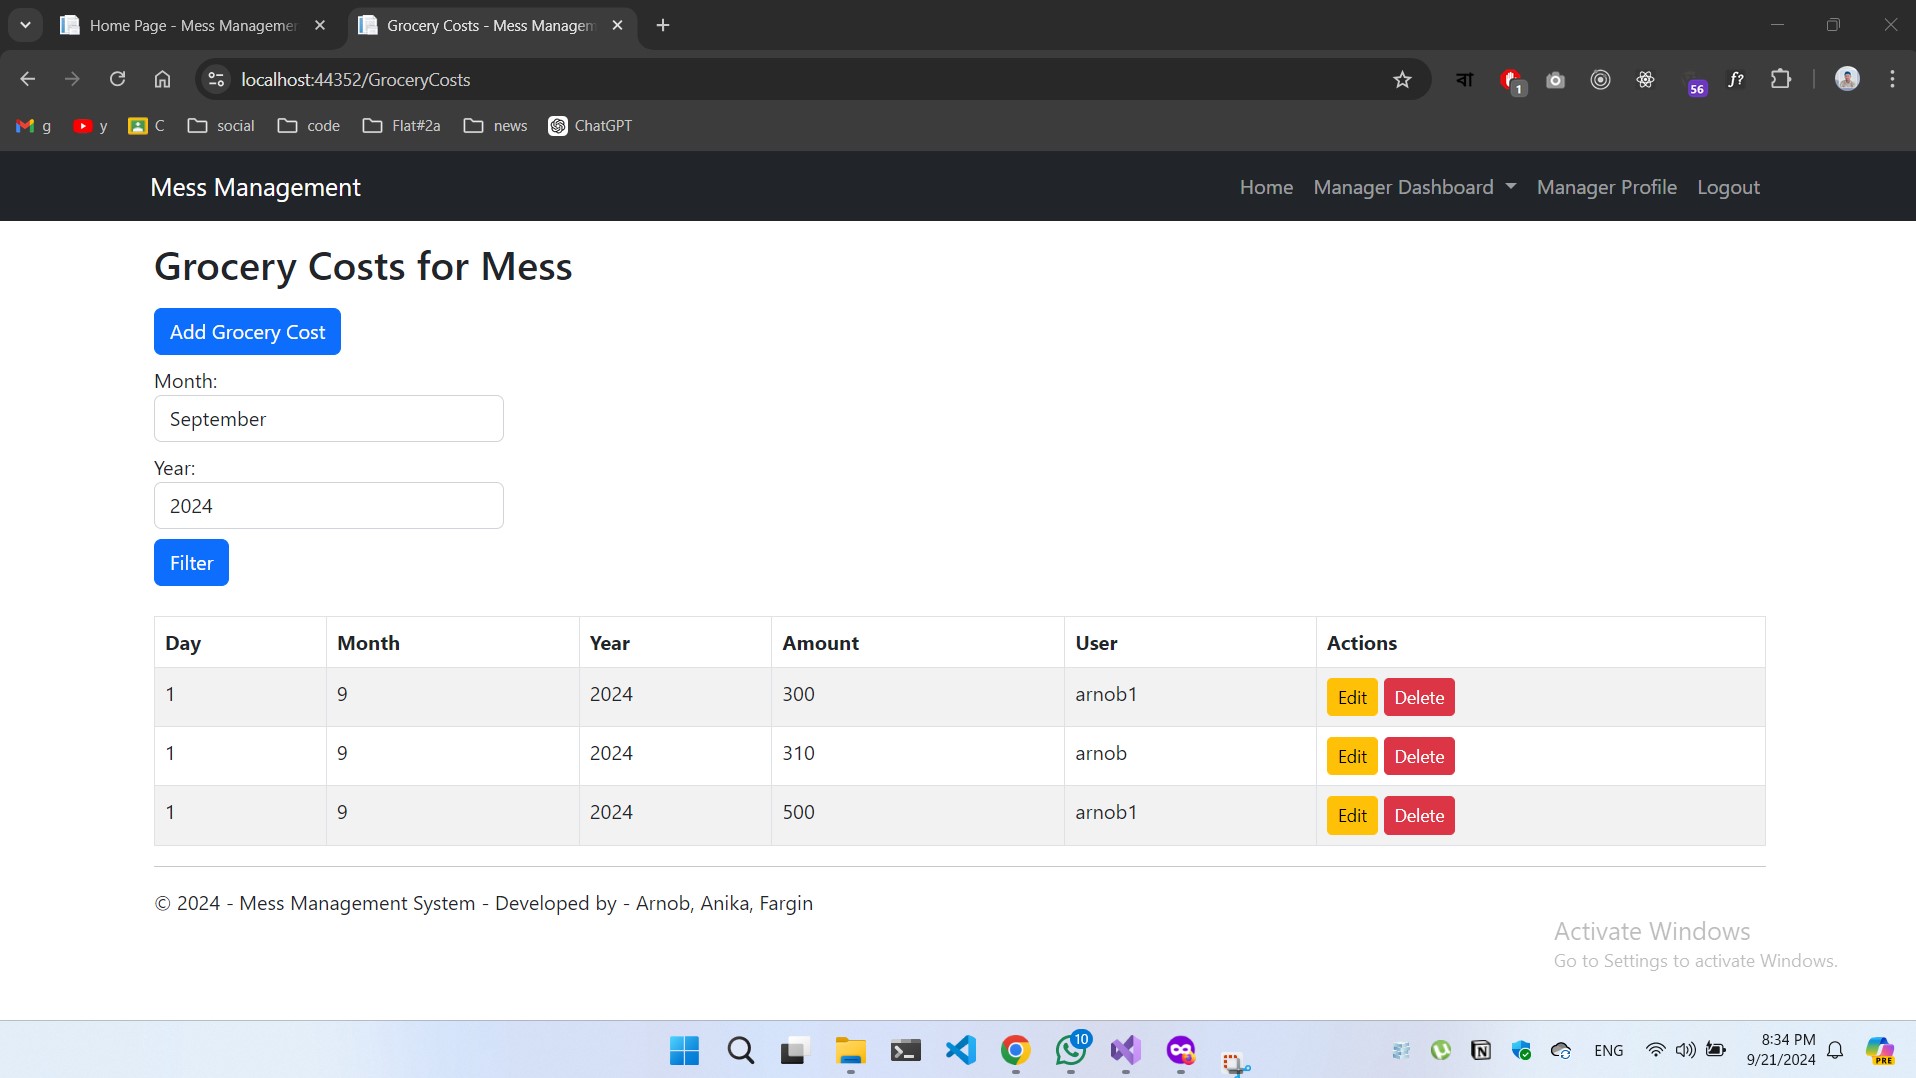 Home Page - Mess Managemen
Grocery Costs - Mess Managem
localhost:44352/GroceryCosts
বা
1
56
f?
g
y
C
social
code
Flat#2a
news
ChatGPT
Mess Management
Home
Manager Dashboard
Manager Profile
Logout
Grocery Costs for Mess
Add Grocery Cost
Month:
September
Year:
2024
Filter
Day Month Year Amount User Actions
1 9 2024 300 arnob1 Edit Delete
1 9 2024 310 arnob Edit Delete
1 9 2024 500 arnob1 Edit Delete
© 2024 - Mess Management System - Developed by - Arnob, Anika, Fargin
Activate Windows
Go to Settings to activate Windows.
10
ENG
8:34 PM
9/21/2024
PRE